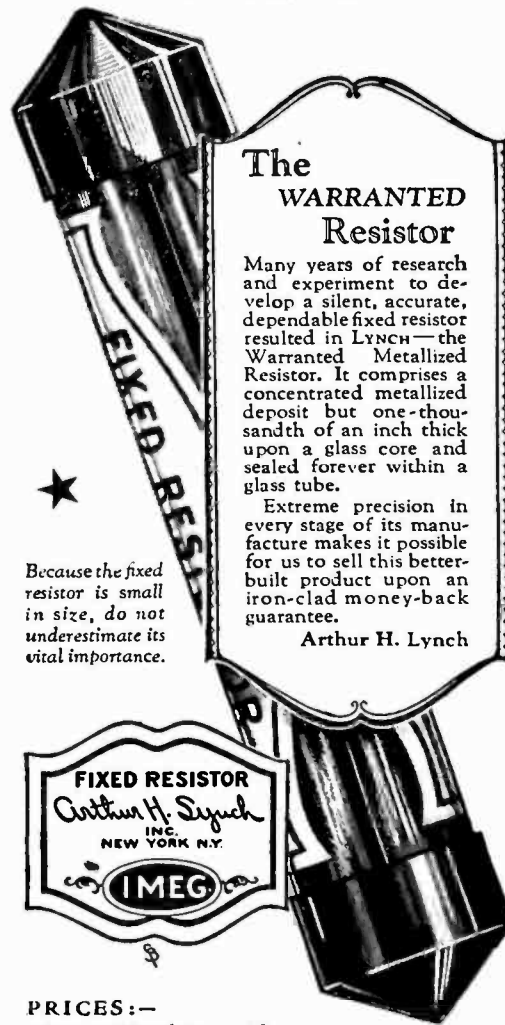 The
WARRANTED
Resistor
Many years of research
and experiment to de-
velop a silent, accurate,
dependable fixed resistor
resulted in LYNCH—the
Warranted Metallized
Resistor. It comprises a
concentrated metallized
deposit but one-thou-
sandth of an inch thick
upon a glass core and
sealed forever within a
glass tube.
Extreme precision in
every stage of its manu-
facture makes it possible
for us to sell this better-
built product upon an
iron-clad money-back
guarantee.
Arthur H. Lynch
FIXED RESI
Because the fixed
resistor is small
in size, do not
underestimate its
vital importance.
FIXED RESISTOR
Arthur H. Lynch
INC.
NEW YORK N.Y.
1 MEG.
PRICES:—